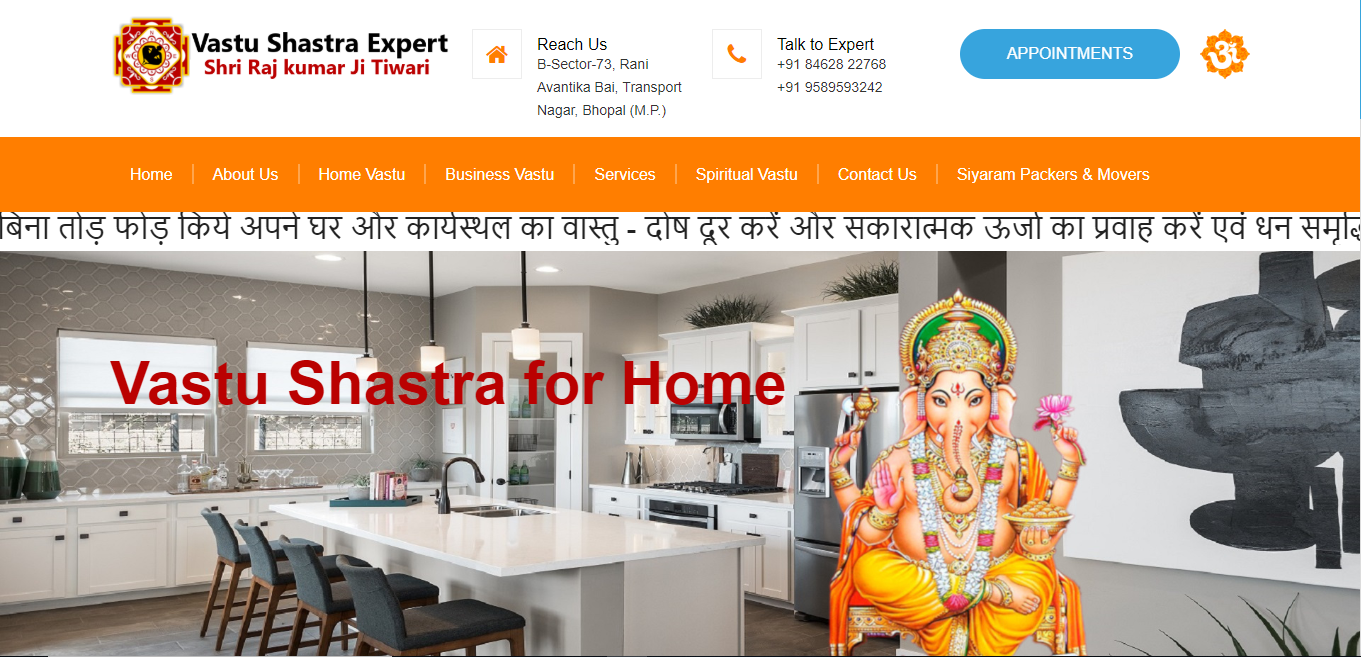 Vastu Shastra Expert
Shri Raj kumar Ji Tiwari
Reach Us
B-Sector-73, Rani
Avantika Bai, Transport
Nagar, Bhopal (M.P.)
Talk to Expert
+91 84628 22768
+91 9589593242
APPOINTMENTS
ॐ
Home
About Us
Home Vastu
Business Vastu
Services
Spiritual Vastu
Contact Us
Siyaram Packers & Movers
बिना तोड़ फोड़ किये अपने घर और कार्यस्थल का वास्तु - दोष दूर करें और सकारात्मक ऊर्जा का प्रवाह करें एवं धन
Vastu Shastra for Home